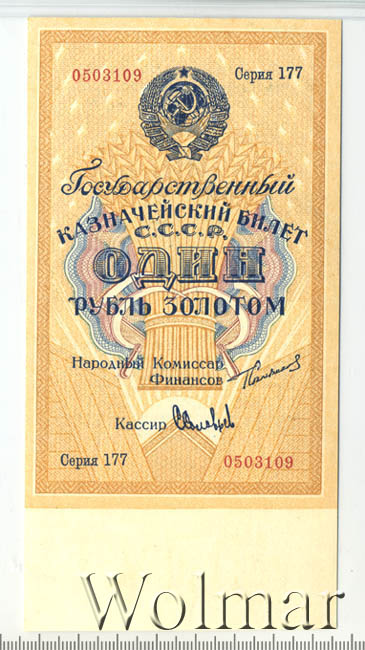 0503109 Серия 177
Государственный
КАЗНАЧЕЙСКИЙ БИЛЕТ
С.С.С.Р.
ОДИН
РУБЛЬ ЗОЛОТОМ
Народный Комиссар
Финансов
Кассир
Серия 177 0503109
Wolmar